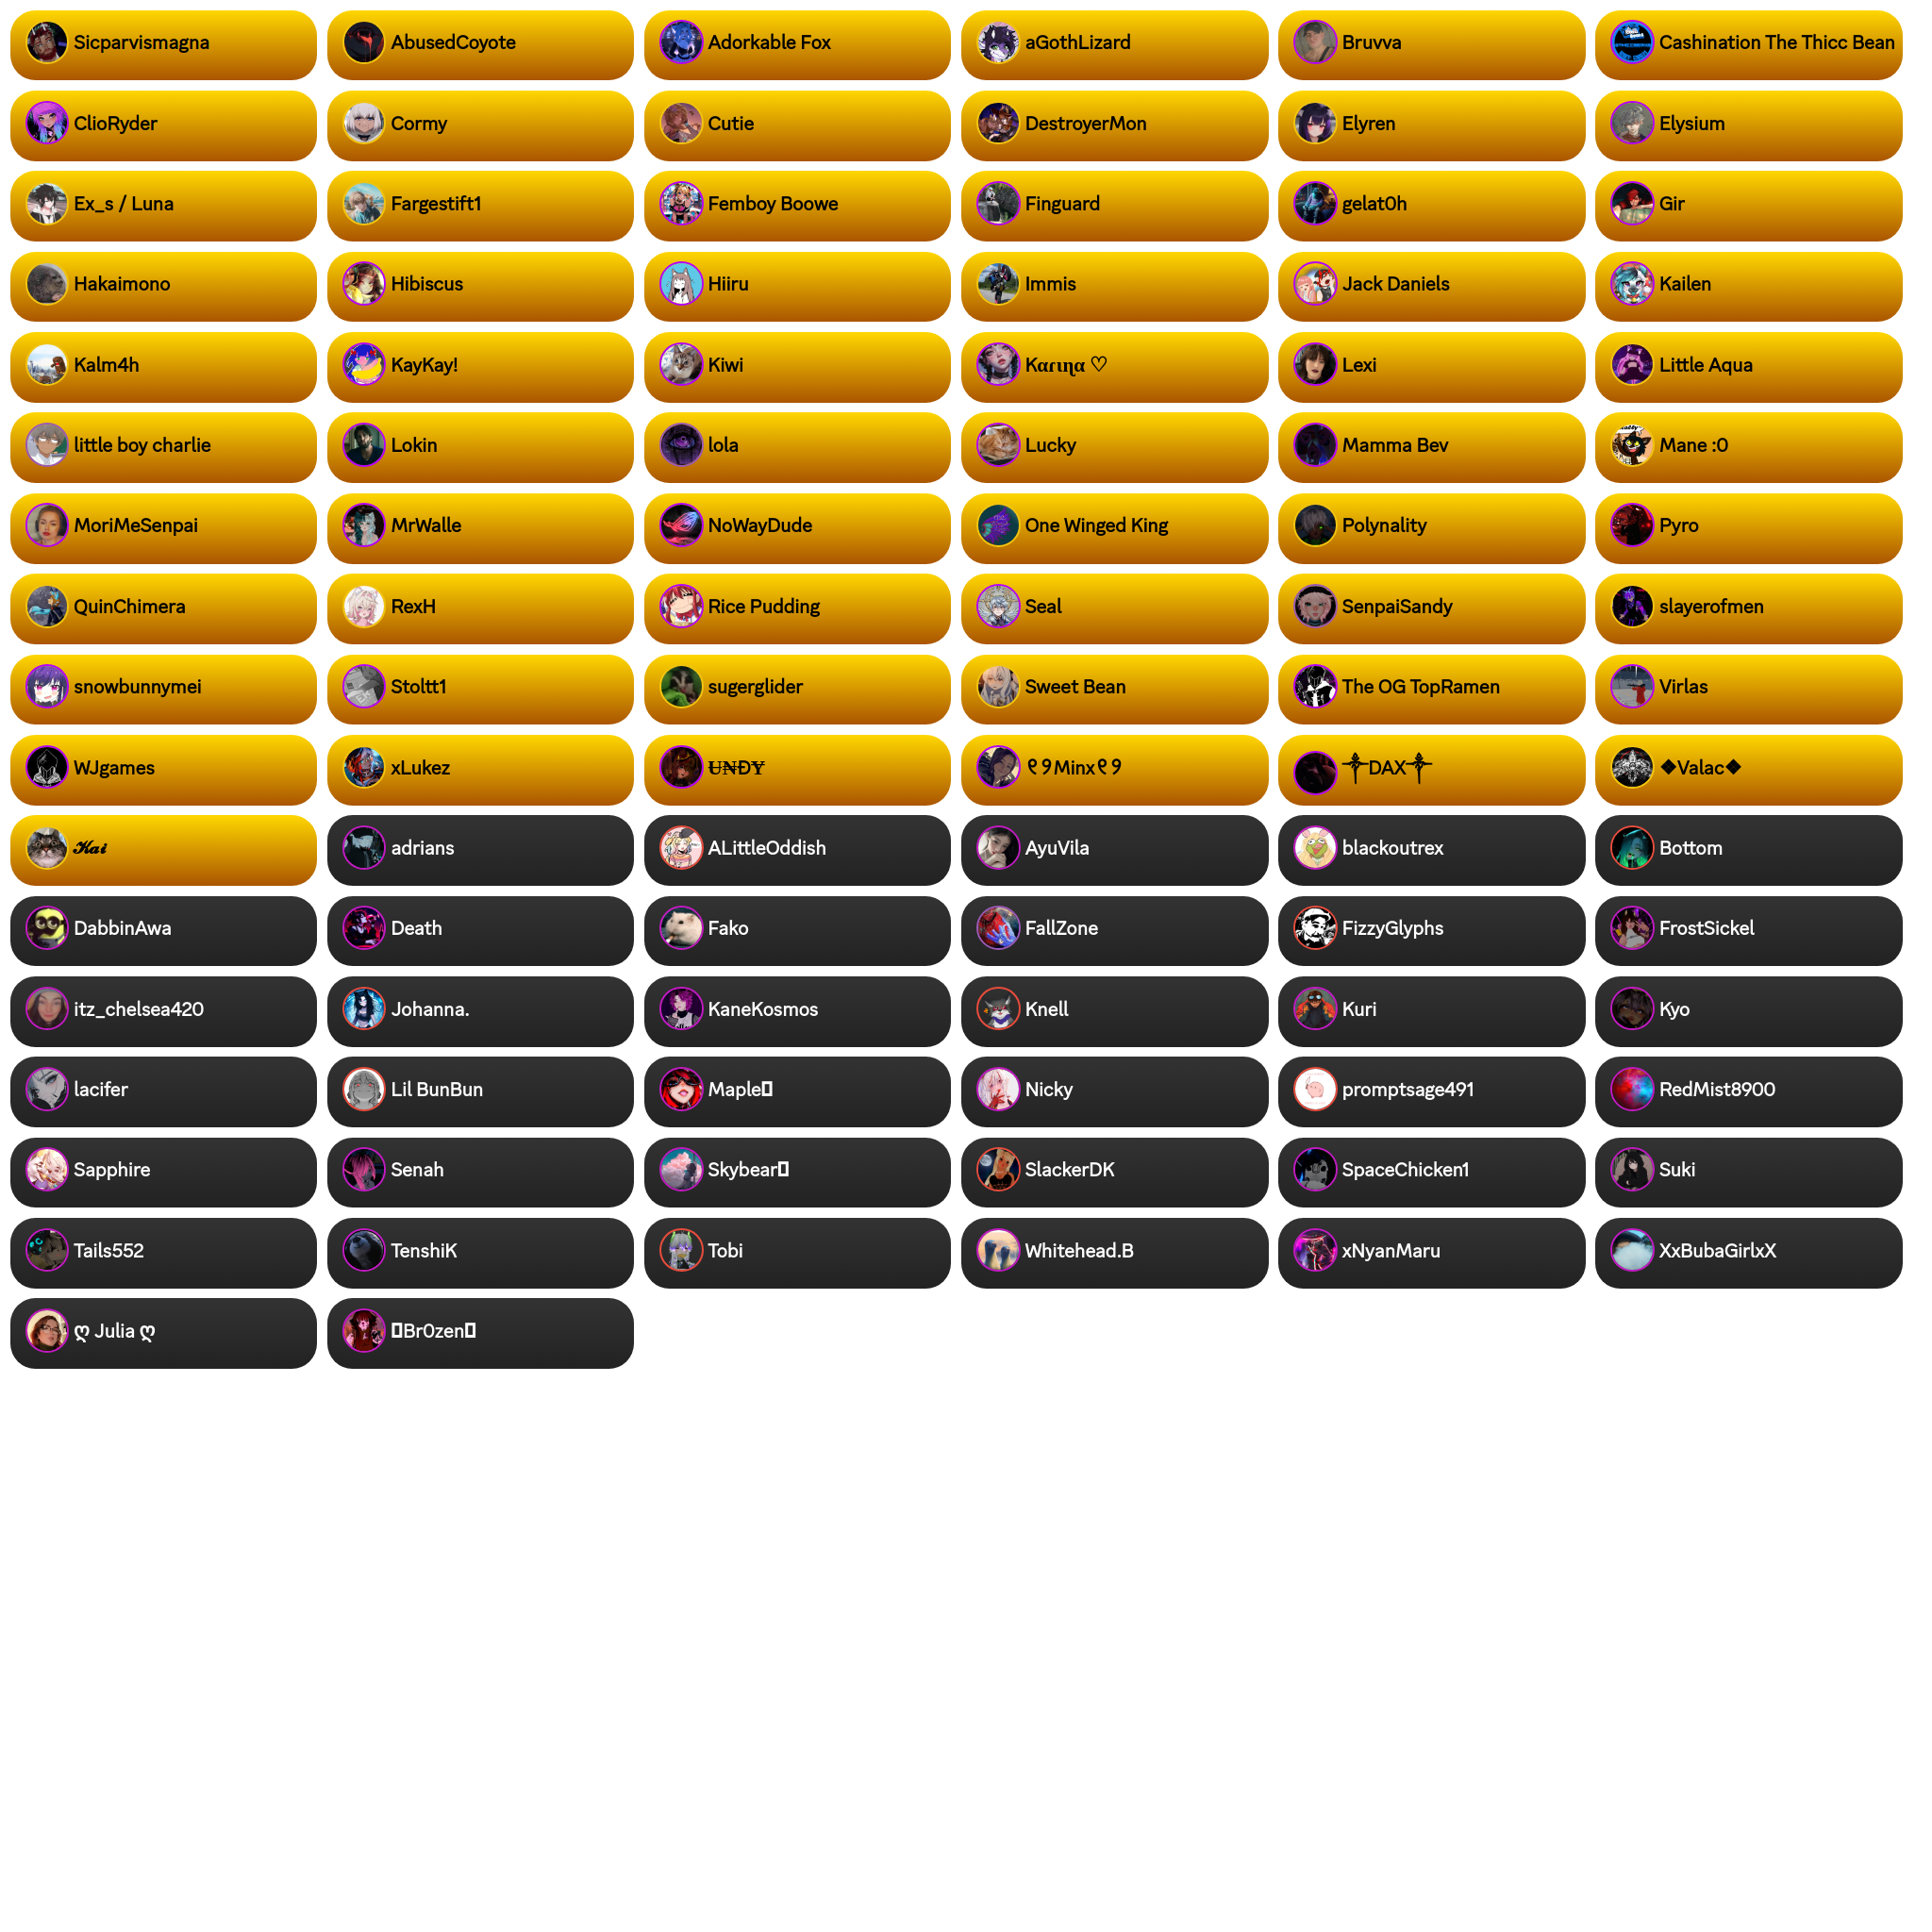 Sicparvismagna
AbusedCoyote
Adorkable Fox
aGothLizard
Bruvva
Cashination The Thicc Bean
ClioRyder
Cormy
Cutie
DestroyerMon
Elyren
Elysium
Ex_s / Luna
Fargestift1
Femboy Boowe
Finguard
gelat0h
Gir
Hakaimono
Hibiscus
Hiiru
Immis
Jack Daniels
Kailen
Kalm4h
KayKay!
Kiwi
Kαɾιɳα ♡
Lexi
Little Aqua
little boy charlie
Lokin
lola
Lucky
Mamma Bev
Mane :0
MoriMeSenpai
MrWalle
NoWayDude
One Winged King
Polynality
Pyro
QuinChimera
RexH
Rice Pudding
Seal
SenpaiSandy
slayerofmen
snowbunnymei
Stoltt1
sugerglider
Sweet Bean
The OG TopRamen
Virlas
WJgames
xLukez
U̶₦ĐY̶
୧୨Minx୧୨
༒DAX༒
❖Valac❖
𝓚𝓪𝓲
adrians
ALittleOddish
AyuVila
blackoutrex
Bottom
DabbinAwa
Death
Fako
FallZone
FizzyGlyphs
FrostSickel
itz_chelsea420
Johanna.
KaneKosmos
Knell
Kuri
Kyo
lacifer
Lil BunBun
Maple
Nicky
promptsage491
RedMist8900
Sapphire
Senah
Skybear
SlackerDK
SpaceChicken1
Suki
Tails552
TenshiK
Tobi
Whitehead.B
xNyanMaru
XxBubaGirlxX
ღ Julia ღ
Br0zen